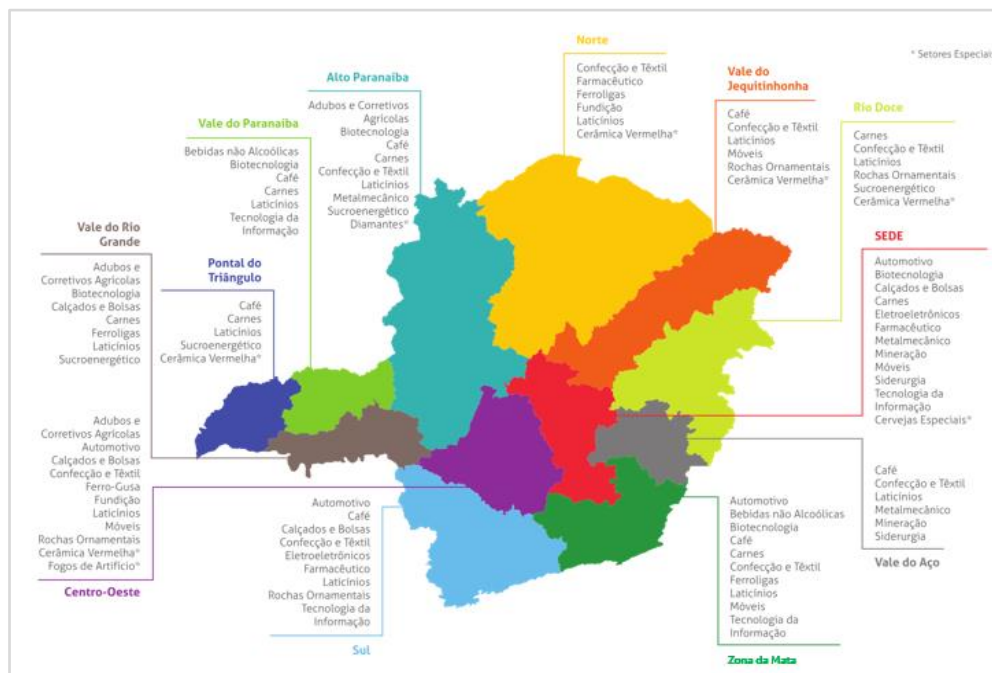 Norte
Confecção e Têxtil
Farmacêutico
Ferroligas
Fundição
Laticínios
Cerâmica Vermelha*
* Setores Especiais
Alto Paranaíba
Adubos e Corretivos
Agrícolas
Biotecnologia
Café
Carnes
Confecção e Têxtil
Laticínios
Metalmecânico
Sucroenergético
Diamantes*
Vale do
Jequitinhonha
Café
Confecção e Têxtil
Laticínios
Móveis
Rochas Ornamentais
Cerâmica Vermelha*
Rio Doce
Carnes
Confecção e Têxtil
Laticínios
Rochas Ornamentais
Sucroenergético
Cerâmica Vermelha*
Vale do Paranaíba
Bebidas não Alcoólicas
Biotecnologia
Café
Carnes
Laticínios
Tecnologia da
Informação
Vale do Rio
Grande
Adubos e
Corretivos Agrícolas
Biotecnologia
Calçados e Bolsas
Carnes
Ferroligas
Laticínios
Sucroenergético
Pontal do
Triângulo
Café
Carnes
Laticínios
Sucroenergético
Cerâmica Vermelha*
SEDE
Automotivo
Biotecnologia
Calçados e Bolsas
Carnes
Eletroeletrônicos
Farmacêutico
Metalmecânico
Mineração
Móveis
Siderurgia
Tecnologia da
Informação
Cervejas Especiais*
Adubos e
Corretivos Agrícolas
Automotivo
Calçados e Bolsas
Confecção e Têxtil
Ferro-Gusa
Fundição
Laticínios
Móveis
Rochas Ornamentais
Cerâmica Vermelha*
Fogos de Artifício*
Centro-Oeste
Automotivo
Café
Calçados e Bolsas
Confecção e Têxtil
Eletroeletrônicos
Farmacêutico
Laticínios
Rochas Ornamentais
Tecnologia da
Informação
Sul
Automotivo
Bebidas não Alcoólicas
Biotecnologia
Café
Carnes
Confecção e Têxtil
Ferroligas
Laticínios
Móveis
Tecnologia da
Informação
Zona da Mata
Café
Confecção e Têxtil
Laticínios
Metalmecânico
Mineração
Siderurgia
Vale do Aço